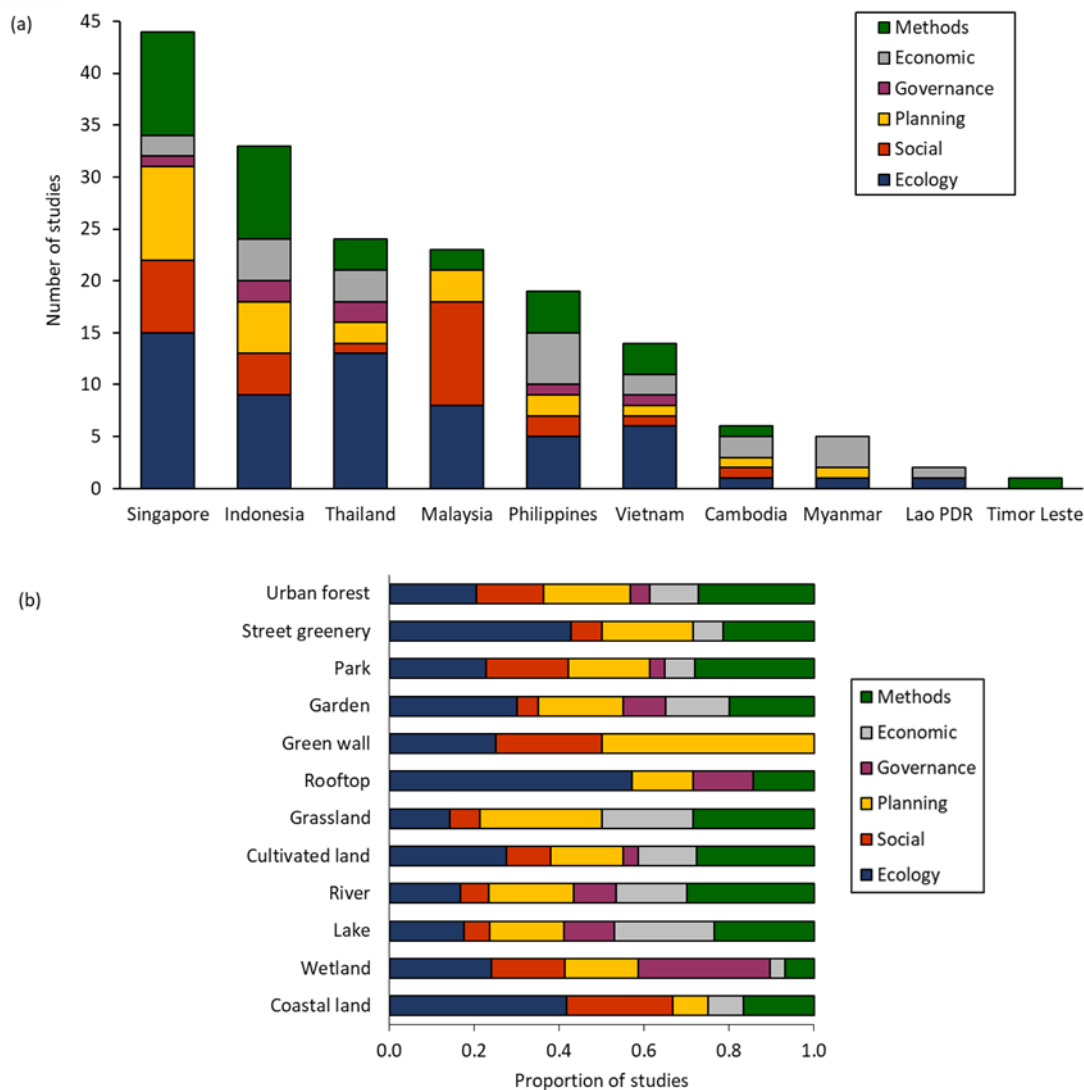 (a)
45
40
35
30
25
20
15
10
5
0
Number of studies
Methods
Economic
Governance
Planning
Social
Ecology
Singapore Indonesia Thailand Malaysia Philippines Vietnam Cambodia Myanmar Lao PDR Timor Leste
(b)
Urban forest
Street greenery
Park
Garden
Green wall
Rooftop
Grassland
Cultivated land
River
Lake
Wetland
Coastal land
Methods
Economic
Governance
Planning
Social
Ecology
0.0 0.2 0.4 0.6 0.8 1.0
Proportion of studies